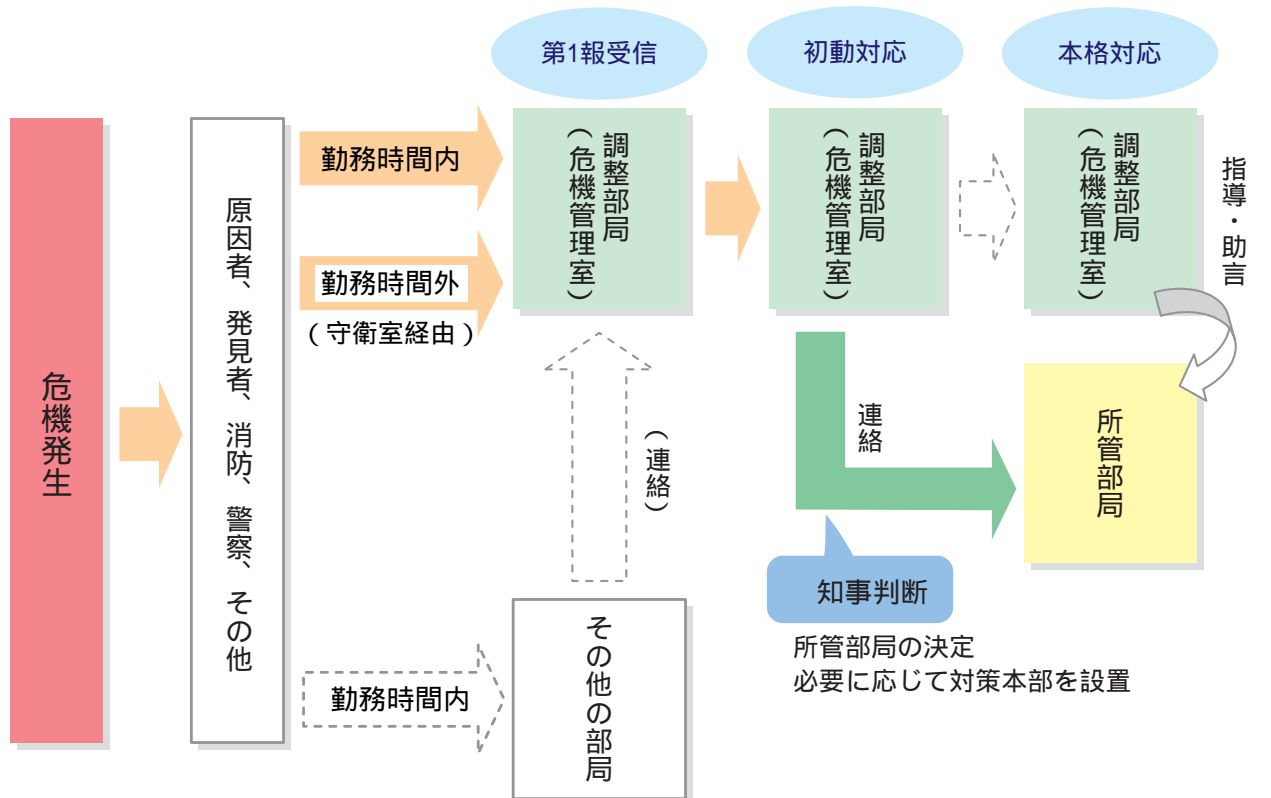 第1報受信
初動対応
本格対応
危機発生
原因者、発見者、消防、警察、その他
勤務時間内
勤務時間外
(守衛室経由)
調整部局
(危機管理室)
調整部局
(危機管理室)
調整部局
(危機管理室)
指導・助言
(連絡)
連絡
所管部局
知事判断
所管部局の決定
必要に応じて対策本部を設置
勤務時間内
その他の部局